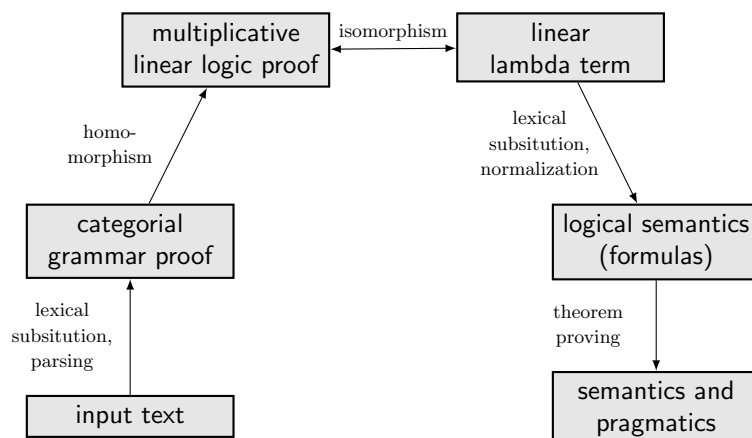 multiplicative
linear logic proof
isomorphism
linear
lambda term
homo-
morphism
lexical
subsitution,
normalization
categorial
grammar proof
logical semantics
(formulas)
lexical
subsitution,
parsing
theorem
proving
input text
semantics and
pragmatics